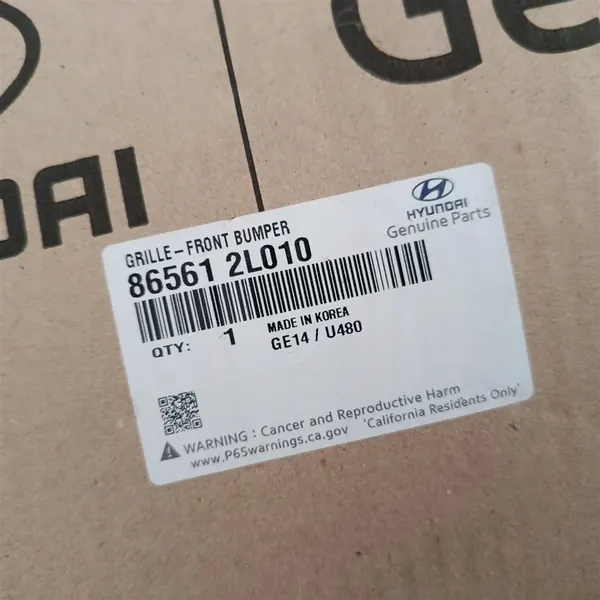 GE
DAI
HYUNDAI
Genuine Parts
GRILLE-FRONT BUMPER
86561 2L010
QTY: 1 MADE IN KOREA
GE14 / U480
WARNING : Cancer and Reproductive Harm
www.P65warnings.ca.gov 'California Residents Only'